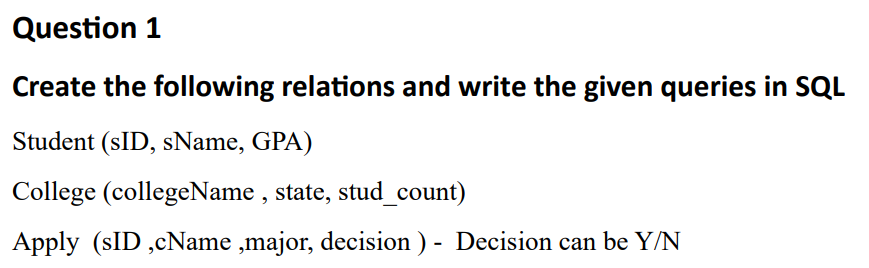 Question 1
Create the following relations and write the given queries in SQL
Student (sID, sName, GPA)
College (collegeName , state, stud_count)
Apply  (sID ,cName ,major, decision ) -  Decision can be Y/N